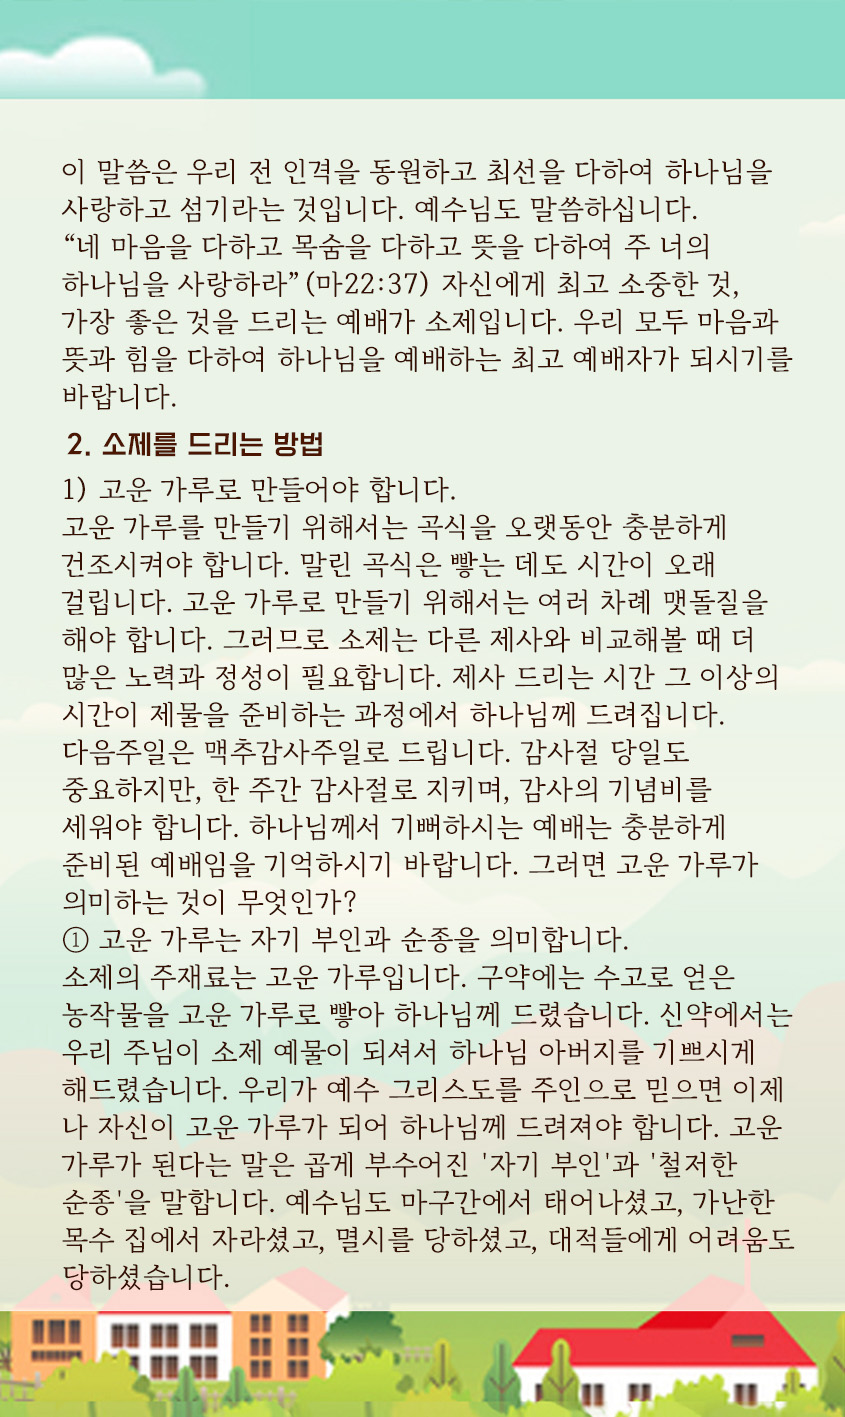 이 말씀은 우리 전 인격을 동원하고 최선을 다하여 하나님을
사랑하고 섬기라는 것입니다. 예수님도 말씀하십니다.
“네 마음을 다하고 목숨을 다하고 뜻을 다하여 주 너의
하나님을 사랑하라”(마22:37) 자신에게 최고 소중한 것,
가장 좋은 것을 드리는 예배가 소제입니다. 우리 모두 마음과
뜻과 힘을 다하여 하나님을 예배하는 최고 예배자가 되시기를
바랍니다.
2. 소제를 드리는 방법
1) 고운 가루로 만들어야 합니다.
고운 가루를 만들기 위해서는 곡식을 오랫동안 충분하게
건조시켜야 합니다. 말린 곡식은 빻는 데도 시간이 오래
걸립니다. 고운 가루로 만들기 위해서는 여러 차례 맷돌질을
해야 합니다. 그러므로 소제는 다른 제사와 비교해볼 때 더
많은 노력과 정성이 필요합니다. 제사 드리는 시간 그 이상의
시간이 제물을 준비하는 과정에서 하나님께 드려집니다.
다음주일은 맥추감사주일로 드립니다. 감사절 당일도
중요하지만, 한 주간 감사절로 지키며, 감사의 기념비를
세워야 합니다. 하나님께서 기뻐하시는 예배는 충분하게
준비된 예배임을 기억하시기 바랍니다. 그러면 고운 가루가
의미하는 것이 무엇인가?
① 고운 가루는 자기 부인과 순종을 의미합니다.
소제의 주재료는 고운 가루입니다. 구약에는 수고로 얻은
농작물을 고운 가루로 빻아 하나님께 드렸습니다. 신약에서는
우리 주님이 소제 예물이 되셔서 하나님 아버지를 기쁘시게
해드렸습니다. 우리가 예수 그리스도를 주인으로 믿으면 이제
나 자신이 고운 가루가 되어 하나님께 드려져야 합니다. 고운
가루가 된다는 말은 곱게 부수어진 '자기 부인'과 '철저한
순종'을 말합니다. 예수님도 마구간에서 태어나셨고, 가난한
목수 집에서 자라셨고, 멸시를 당하셨고, 대적들에게 어려움도
당하셨습니다.